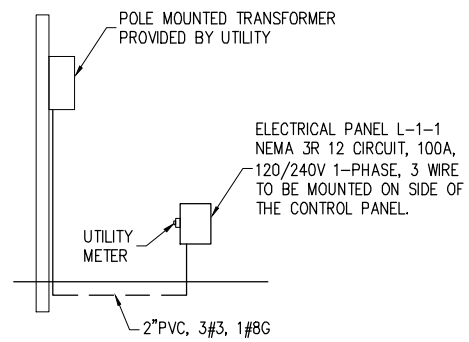 POLE MOUNTED TRANSFORMER
PROVIDED BY UTILITY
ELECTRICAL PANEL L-1-1
NEMA 3R 12 CIRCUIT, 100A,
120/240V 1-PHASE, 3 WIRE
TO BE MOUNTED ON SIDE OF
THE CONTROL PANEL.
UTILITY
METER
2"PVC, 3#3, 1#8G